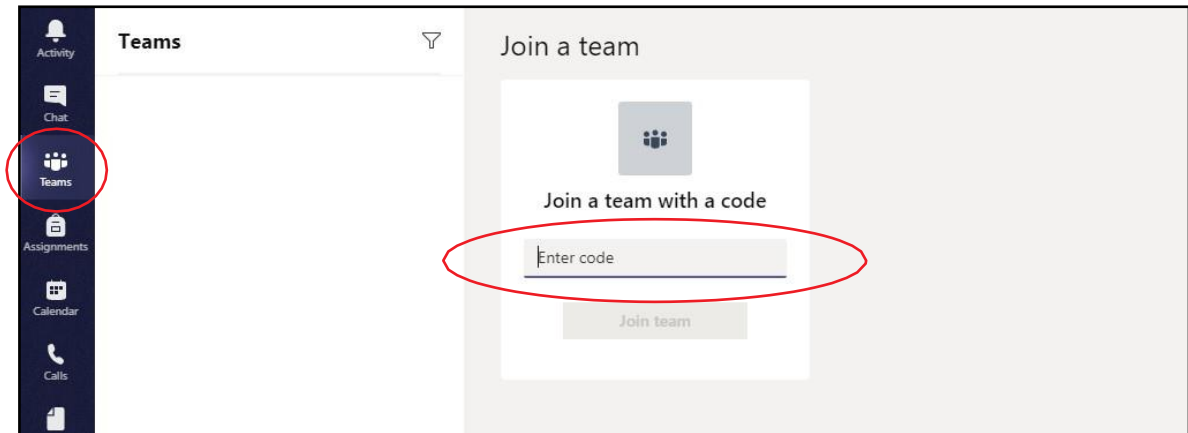 Activity
Chat
Teams
Assignments
Calendar
Calls
Teams
Join a team
Join a team with a code
Enter code
Join team